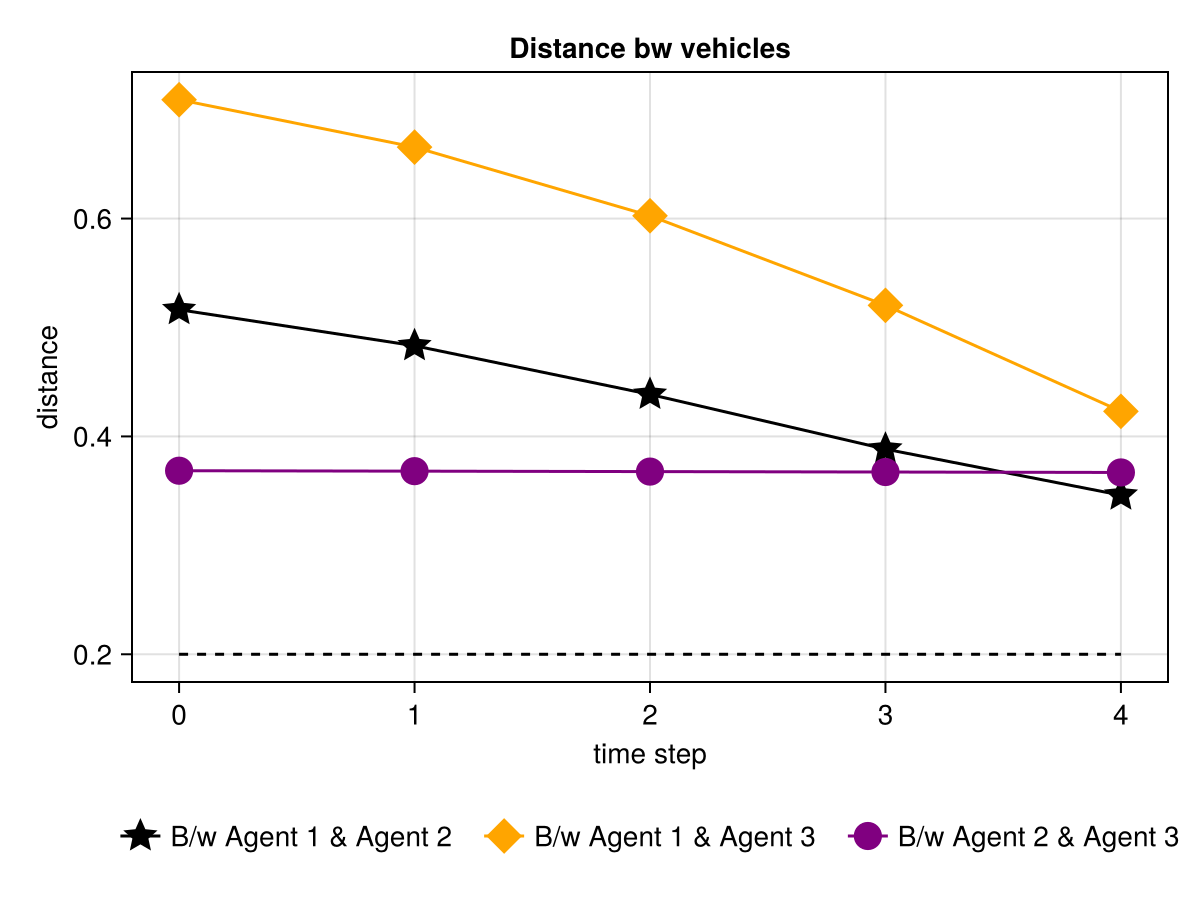 Distance bw vehicles
distance
0.6
0.4
0.2
0 1 2 3 4
time step
B/w Agent 1 & Agent 2 B/w Agent 1 & Agent 3 B/w Agent 2 & Agent 3